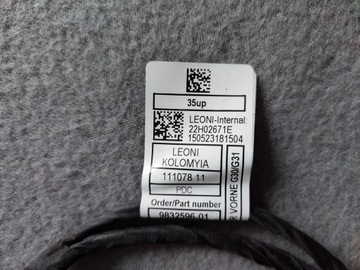 35up
LEONI-Internal:
22H02671E
150523181504
LEONI
KOLOMYIA
111078 11
PDC
Order/Part number
9832596-01
R VORNE G30/G31